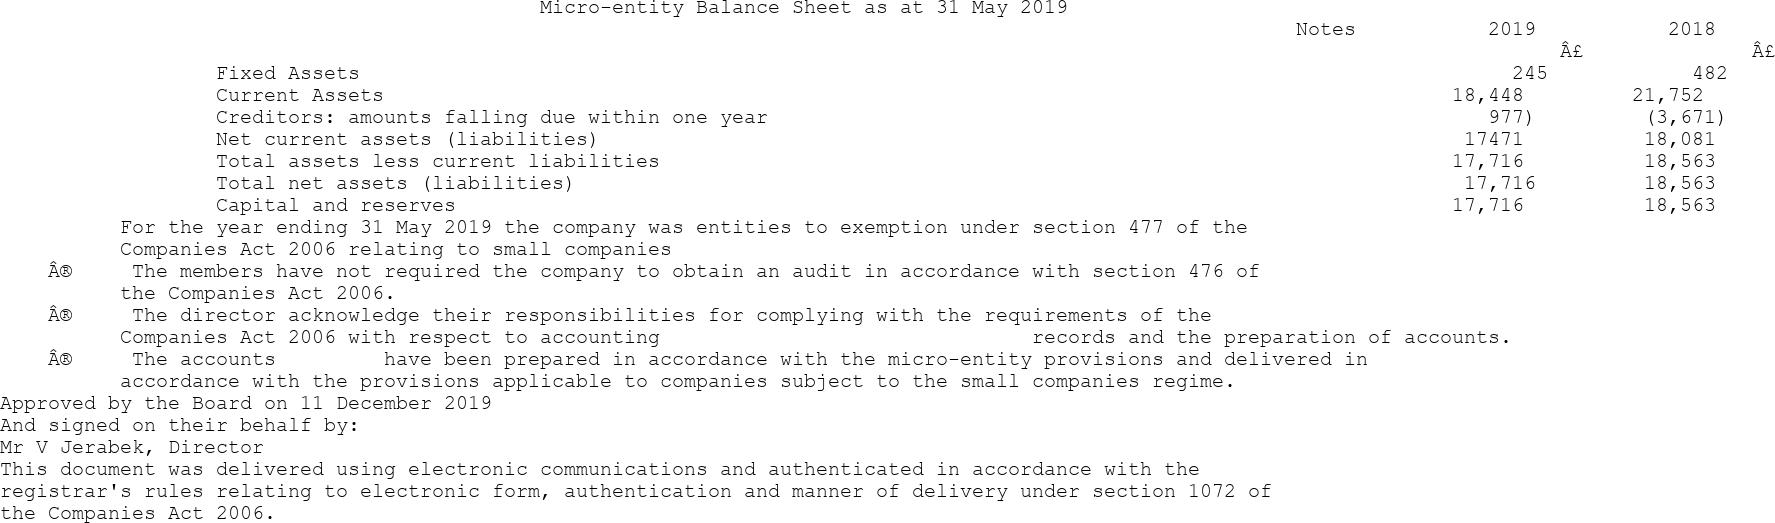 Micro-entity Balance Sheet as at 31 May 2019
Notes 2019 2018
Â£ Â£
Fixed Assets 245 482
Current Assets 18,448 21,752
Creditors: amounts falling due within one year 977) (3,671)
Net current assets (liabilities) 17471 18,081
Total assets less current liabilities 17,716 18,563
Total net assets (liabilities) 17,716 18,563
Capital and reserves 17,716 18,563
For the year ending 31 May 2019 the company was entities to exemption under section 477 of the
Companies Act 2006 relating to small companies
Â® The members have not required the company to obtain an audit in accordance with section 476 of
the Companies Act 2006.
Â® The director acknowledge their responsibilities for complying with the requirements of the
Companies Act 2006 with respect to accounting records and the preparation of accounts.
Â® The accounts have been prepared in accordance with the micro-entity provisions and delivered in
accordance with the provisions applicable to companies subject to the small companies regime.
Approved by the Board on 11 December 2019
And signed on their behalf by:
Mr V Jerabek, Director
This document was delivered using electronic communications and authenticated in accordance with the
registrar's rules relating to electronic form, authentication and manner of delivery under section 1072 of
the Companies Act 2006.